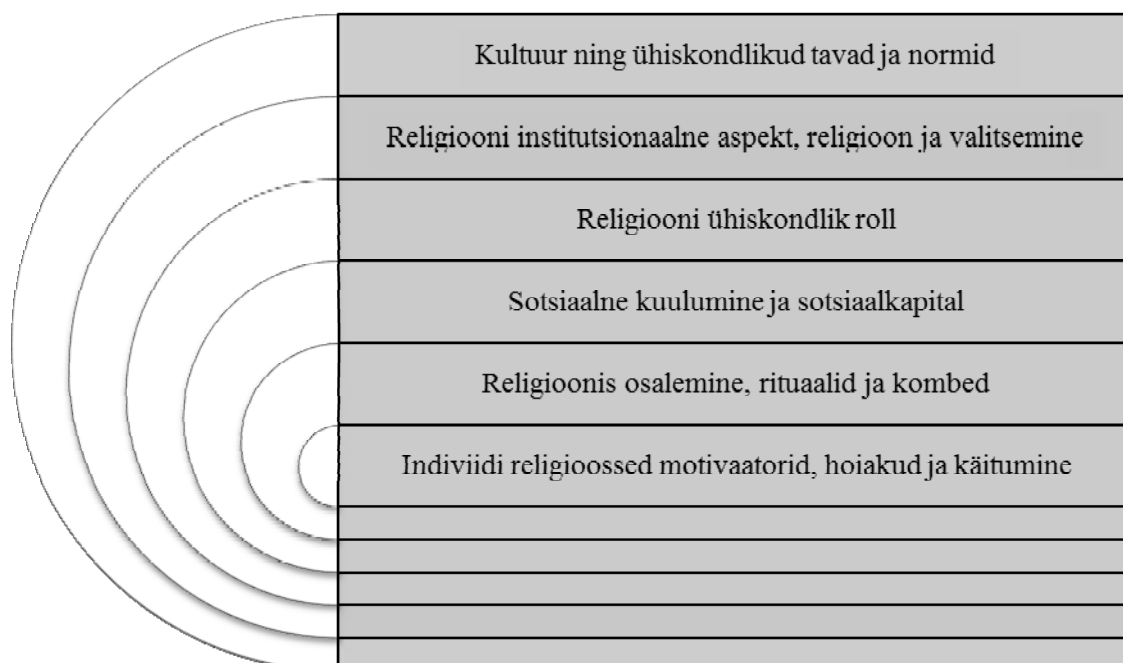 Kultuur ning ühiskondlikud tavad ja normid
Religiooni institutsionaalne aspekt, religioon ja valitsemine
Religiooni ühiskondlik roll
Sotsiaalne kuulumine ja sotsiaalkapital
Religioonis osalemine, rituaalid ja kombed
Indiviidi religioossed motivaatorid, hoiakud ja käitumine